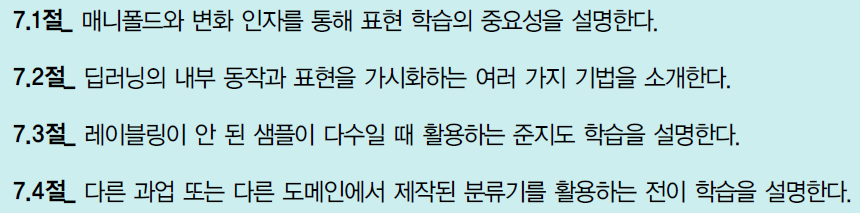 7.1절_ 매니폴드와 변화 인자를 통해 표현 학습의 중요성을 설명한다.
7.2절_ 딥러닝의 내부 동작과 표현을 가시화하는 여러 가지 기법을 소개한다.
7.3절_ 레이블링이 안 된 샘플이 다수일 때 활용하는 준지도 학습을 설명한다.
7.4절_ 다른 과업 또는 다른 도메인에서 제작된 분류기를 활용하는 전이 학습을 설명한다.